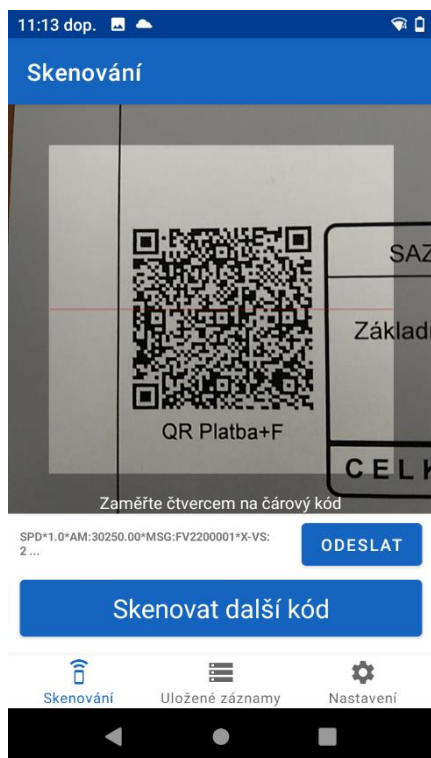 11:13 dop.
Skenování
SAZ
Základ
QR Platba+F
CELK
Zaměřte čtvercem na čárový kód
SPD*1.0*AM:30250.00*MSG:FV2200001*X-VS:
2 ...
ODESLAT
Skenovat další kód
Skenování
Uložené záznamy
Nastavení